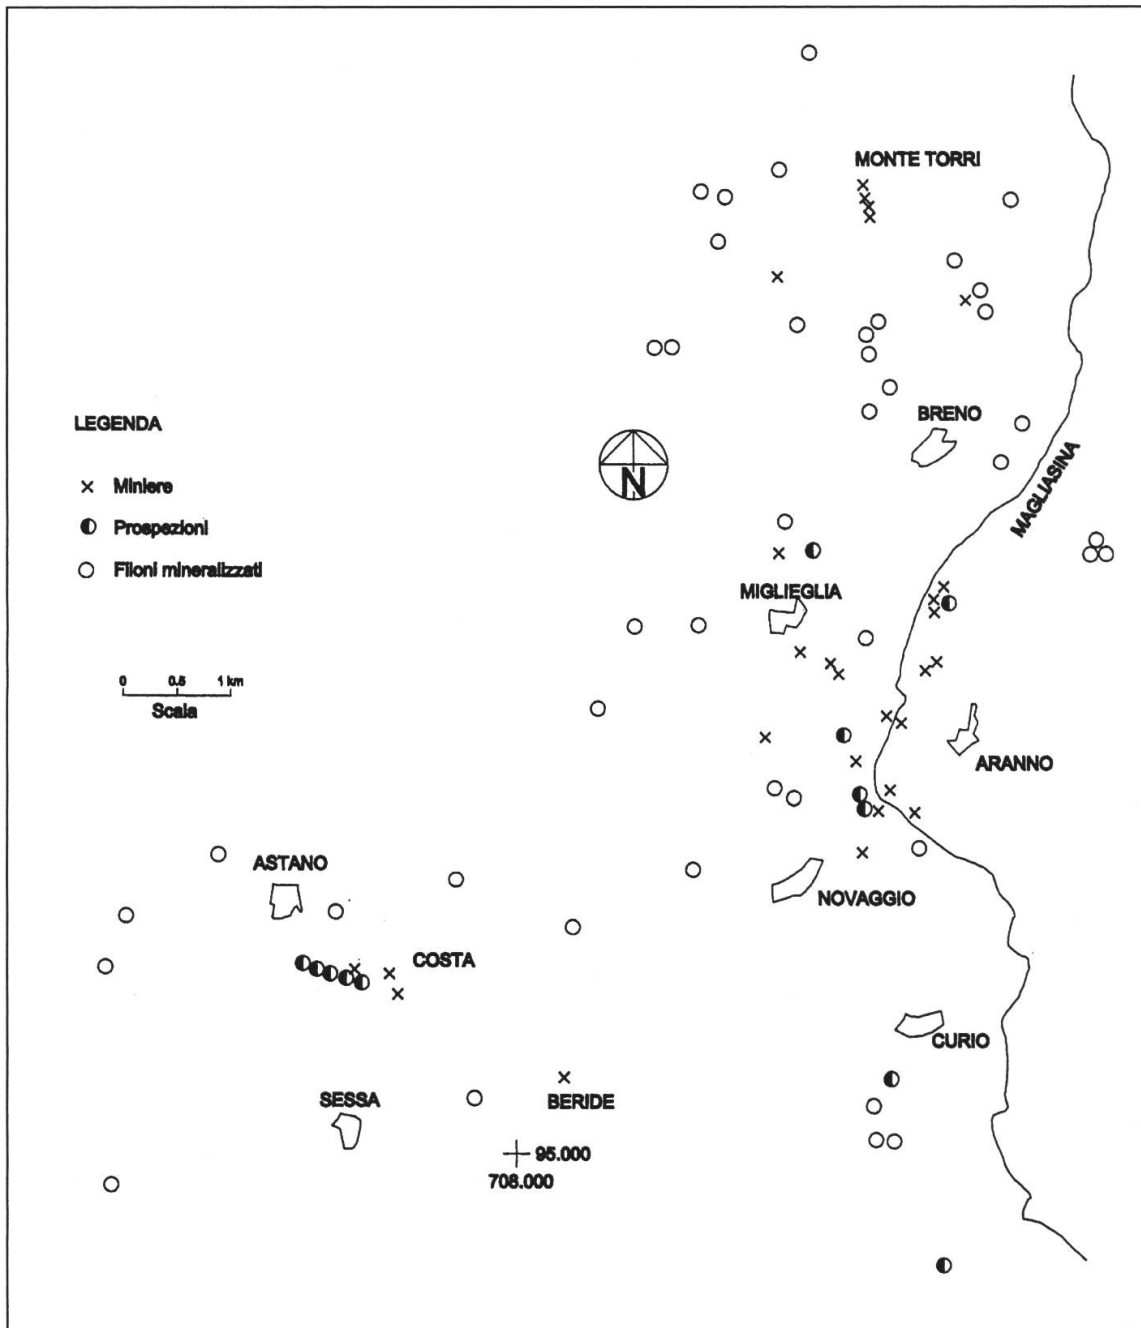 MONTE TORRI
LEGENDA
Miniere
Prospezioni
Filoni mineralizzati
N
BRENO
MAGLIASINA
MIGLIEGLIA
0 0.5 1 km
Scala
ARANNO
ASTANO
NOVAGGIO
COSTA
CURIO
SESSA
BERIDE
95.000
708.000